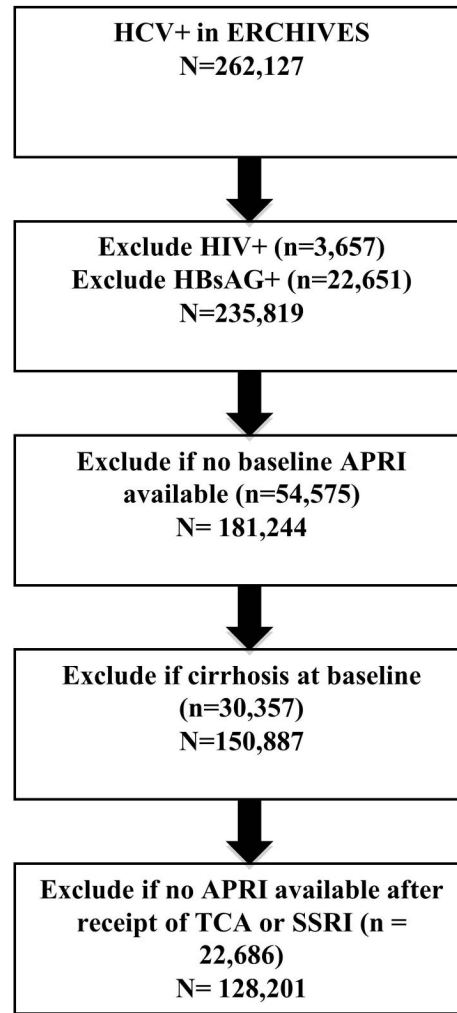 HCV+ in ERCHIVES
N=262,127
Exclude HIV+ (n=3,657)
Exclude HBsAG+ (n=22,651)
N=235,819
Exclude if no baseline APRI
available (n=54,575)
N= 181,244
Exclude if cirrhosis at baseline
(n=30,357)
N=150,887
Exclude if no APRI available after
receipt of TCA or SSRI (n =
22,686)
N= 128,201